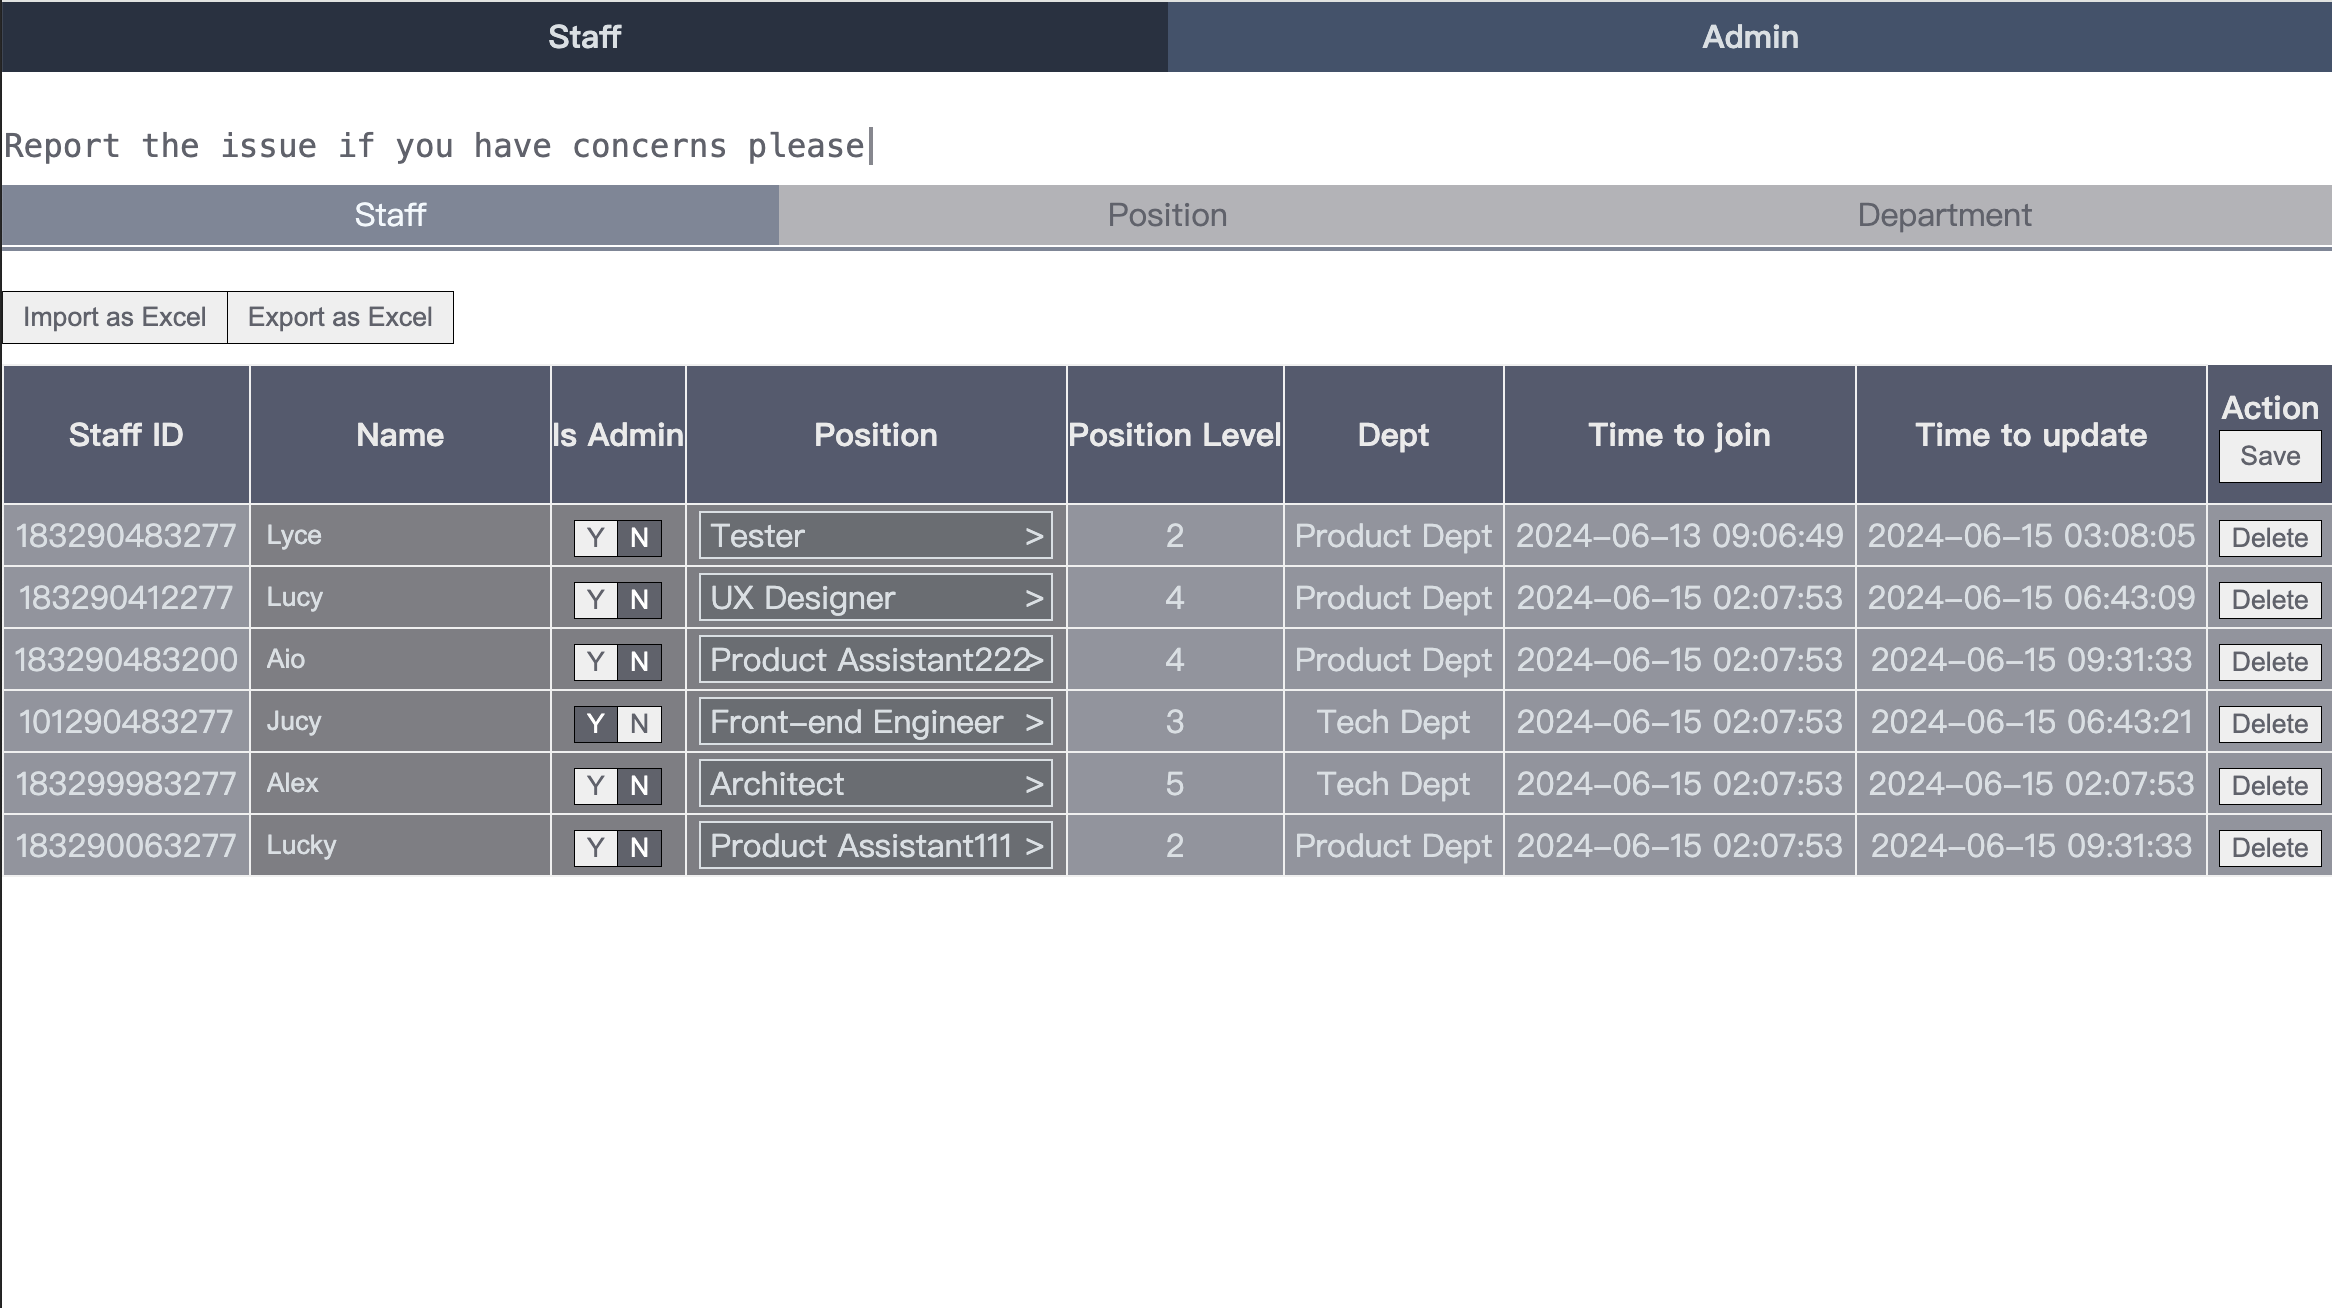 Staff Admin
Report the issue if you have concerns please
Staff Position Department
Import as Excel Export as Excel
Staff ID Name Is Admin Position Position Level Dept Time to join Time to update Action
Save
183290483277 Lyce Y N Tester > 2 Product Dept 2024-06-13 09:06:49 2024-06-15 03:08:05 Delete
183290412277 Lucy Y N UX Designer > 4 Product Dept 2024-06-15 02:07:53 2024-06-15 06:43:09 Delete
183290483200 Aio Y N Product Assistant222 > 4 Product Dept 2024-06-15 02:07:53 2024-06-15 09:31:33 Delete
101290483277 Jucy Y N Front-end Engineer > 3 Tech Dept 2024-06-15 02:07:53 2024-06-15 06:43:21 Delete
183299983277 Alex Y N Architect > 5 Tech Dept 2024-06-15 02:07:53 2024-06-15 02:07:53 Delete
183290063277 Lucky Y N Product Assistant111 > 2 Product Dept 2024-06-15 02:07:53 2024-06-15 09:31:33 Delete